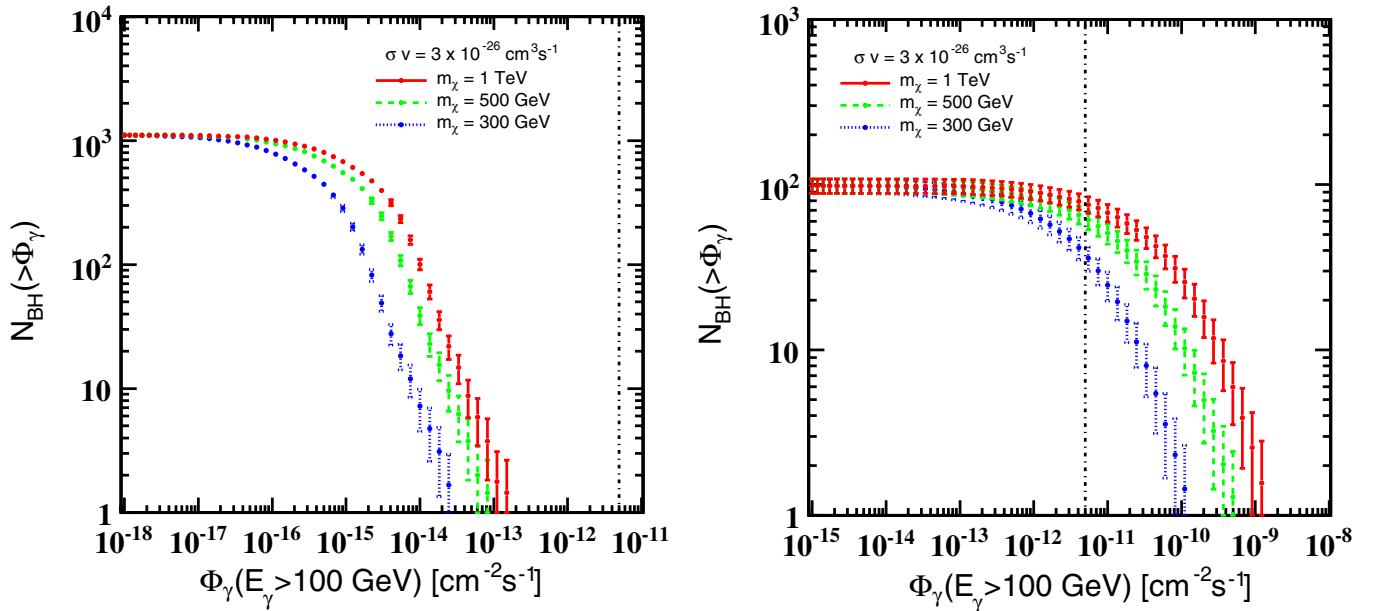 N_BH(>Φ_γ)
10^4
10^3
10^2
10
1
σ v = 3 x 10^-26 cm^3s^-1
m_χ = 1 TeV
m_χ = 500 GeV
m_χ = 300 GeV
10^-18 10^-17 10^-16 10^-15 10^-14 10^-13 10^-12 10^-11
Φ_γ(E_γ>100 GeV) [cm^-2s^-1]
N_BH(>Φ_γ)
10^3
10^2
10
1
σ v = 3 x 10^-26 cm^3s^-1
m_χ = 1 TeV
m_χ = 500 GeV
m_χ = 300 GeV
10^-15 10^-14 10^-13 10^-12 10^-11 10^-10 10^-9 10^-8
Φ_γ(E_γ>100 GeV) [cm^-2s^-1]